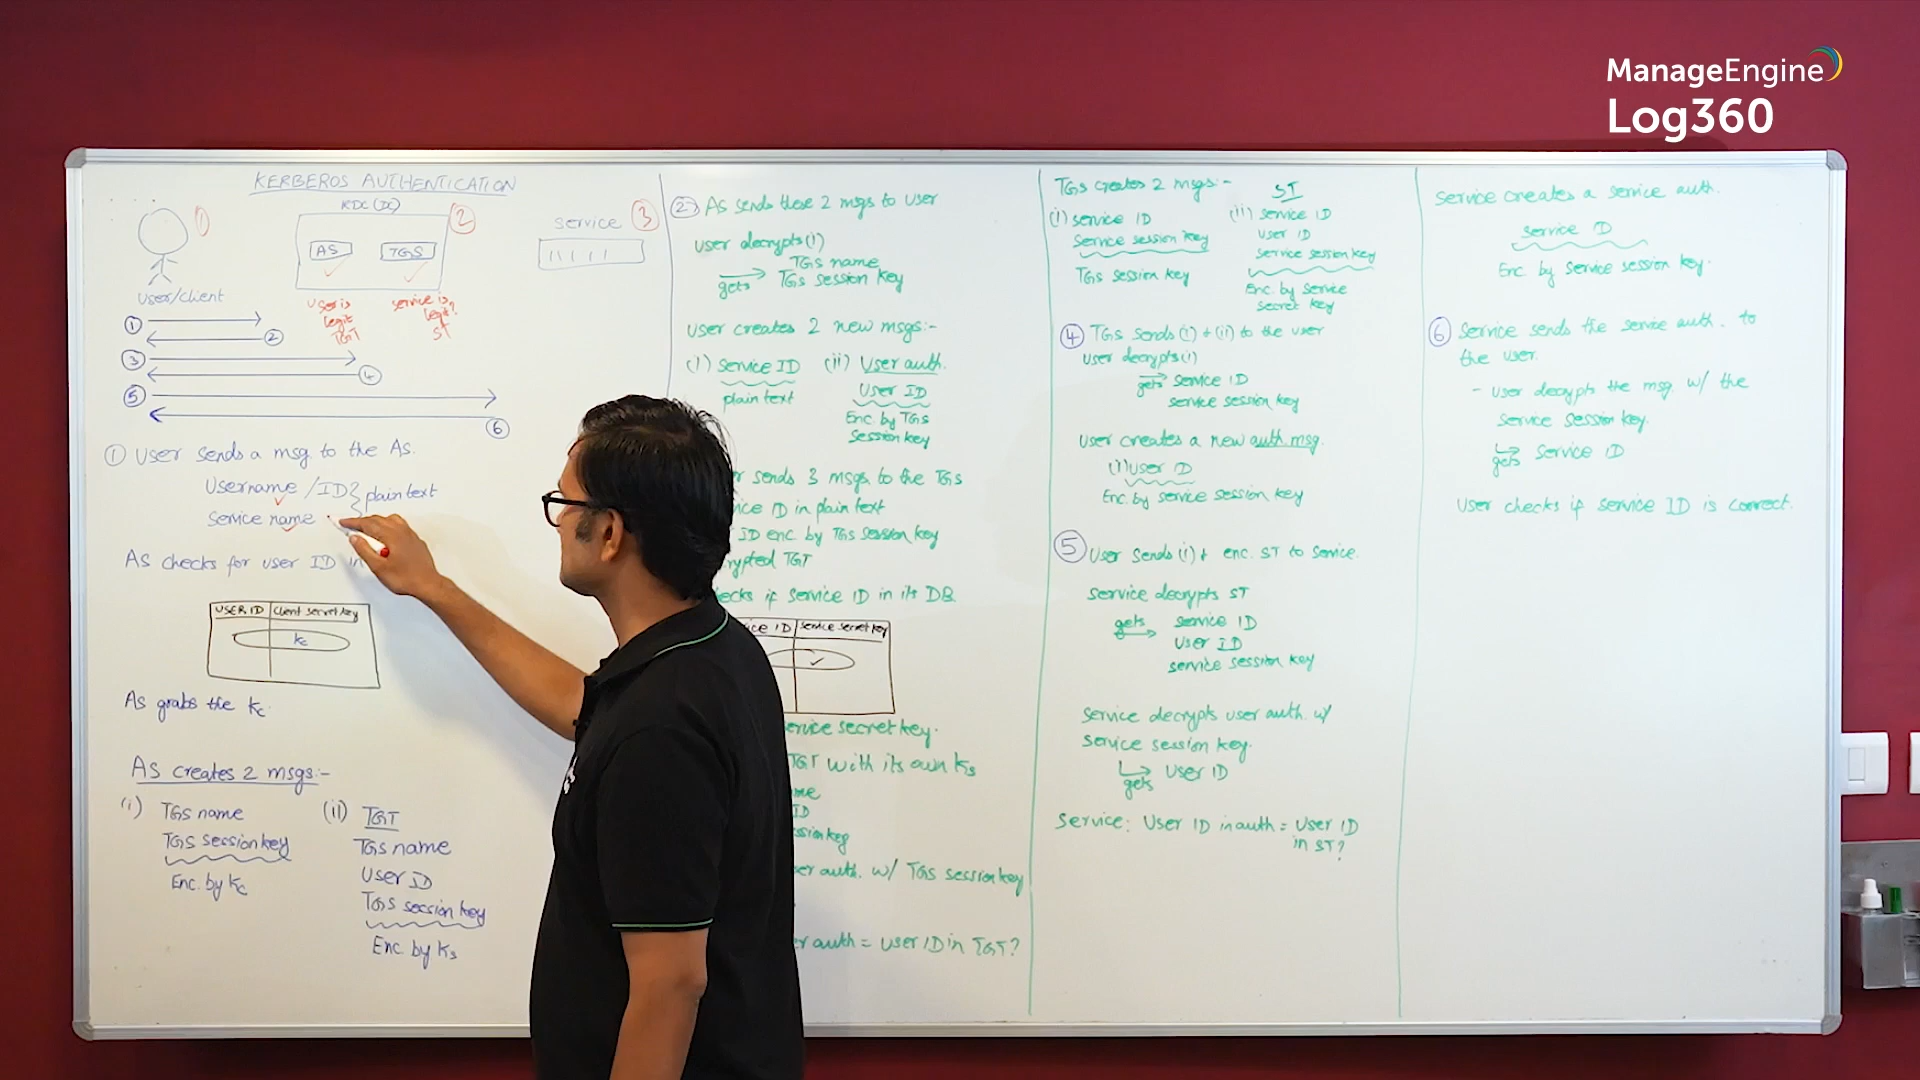 ManageEngine
Log360
KERBEROS AUTHENTICATION
KDC (DC)
1
2
AS
TGS
Service 3
User/client
User is
legit
TGT
service is
legit?
ST
1
2
3
4
5
6
① User sends a msg. to the AS.
Username / ID } plain text
Service name
AS checks for user ID in
USER ID | Client secret key
Kc
AS grabs the Kc.
AS creates 2 msgs:-
(i) TGS name
TGS session key
Enc. by Kc
(ii) TGT
TGS name
User ID
TGS session key
Enc. by Ks
② AS sends these 2 msgs to user
User decrypts (i)
gets → TGS name
TGS session key
User creates 2 new msgs:-
(i) Service ID
plain text
(ii) User auth.
User ID
Enc. by TGS
session key
sends 3 msgs to the TGS
ID in plain text
ID enc. by TGS session key
TGT
if service ID in its DB
ID | Service secret key
✓
service secret key.
TGT with its own Ks
auth. w/ TGS session key
auth = User ID in TGT?
TGS creates 2 msgs:-
(i) service ID
Service session key
TGS session key
ST
(ii) service ID
User ID
Service session key
Enc. by service
secret key
④ TGS sends (i) + (ii) to the user
User decrypts (i)
gets → service ID
service session key
User creates a new auth msg.
(i) User ID
Enc. by service session key
⑤ User sends (i) + enc. ST to service.
Service decrypts ST
gets → service ID
User ID
service session key
Service decrypts user auth. w/
service session key.
↳ gets User ID
Service: User ID in auth = User ID
in ST?
Service creates a service auth.
service ID
Enc. by service session key.
⑥ Service sends the service auth. to
the user.
- User decrypts the msg. w/ the
service session key.
↳ gets service ID
User checks if service ID is correct.